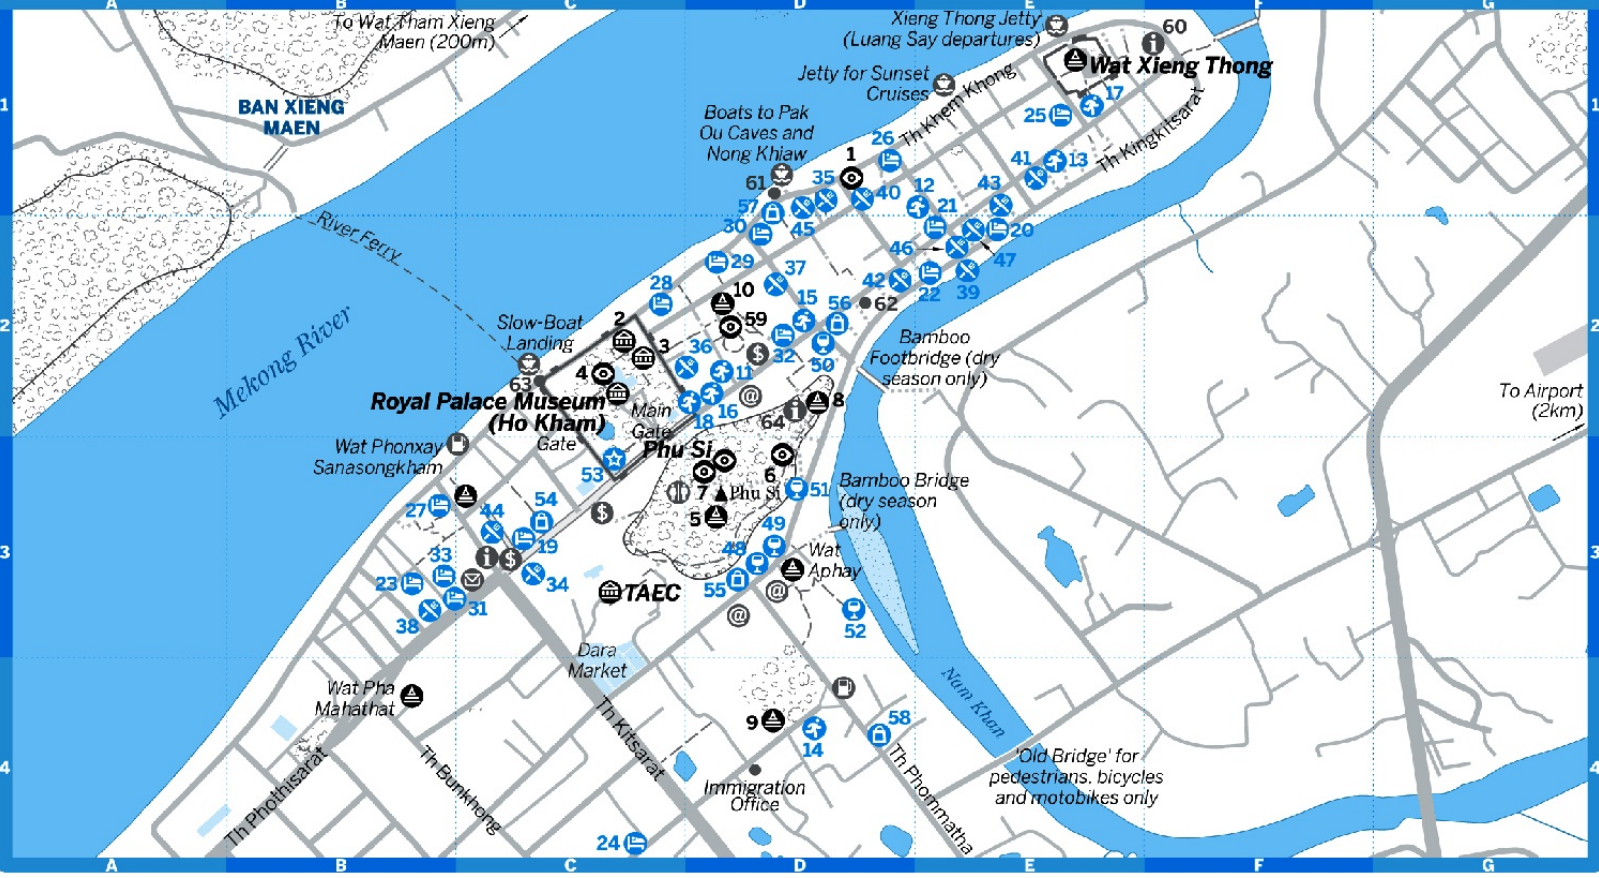 A B C D E F G
To Wat Tham Xieng
Maen (200m)
Xieng Thong Jetty
(Luang Say departures)
60
Wat Xieng Thong
Jetty for Sunset
Cruises
Th Khem Khong
17
25
1
1
BAN XIENG
MAEN
Boats to Pak
Ou Caves and
Nong Khiaw
26
1
Th Kingkitsarat
41
13
61
35
40
12
43
57
21
30
45
20
River Ferry
46
47
29
37
42
22
39
28
10
15
56
62
Mekong River
Slow-Boat
Landing
2
59
2
2
3
36
32
50
Bamboo
Footbridge (dry
season only)
4
11
63
To Airport
(2km)
Royal Palace Museum
(Ho Kham)
Main
Gate
16
8
18
64
Gate
Wat Phonxay
Sanasongkham
Phu Si
53
6
7
Phu Si
51
Bamboo Bridge
(dry season
only)
27
54
44
5
49
19
48
3
3
33
Wat
Aphay
23
34
TAEC
55
31
38
52
Dara
Market
Nam Khan
Wat Pha
Mahathat
9
14
58
Th Kitsarat
Th Phothisarat
Th Bunkhong
Th Phommatha
'Old Bridge' for
pedestrians, bicycles
and motobikes only
4
4
Immigration
Office
24
A B C D E F G